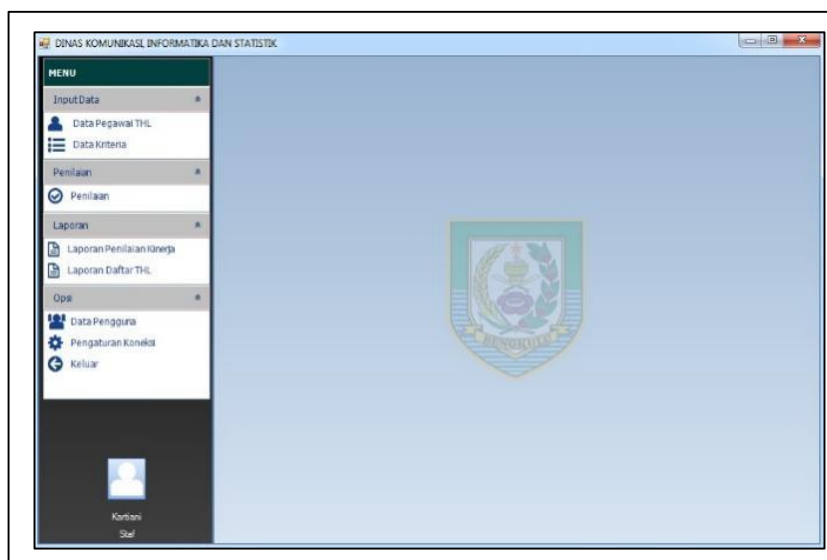 DINAS KOMUNIKASI, INFORMATIKA DAN STATISTIK
MENU
Input Data
Data Pegawai THL
Data Kriteria
Penilaian
Penilaian
Laporan
Laporan Penilaian Kinerja
Laporan Daftar THL
Opsi
Data Pengguna
Pengaturan Koneksi
Keluar
BENGKULU
Kartiani
Staf